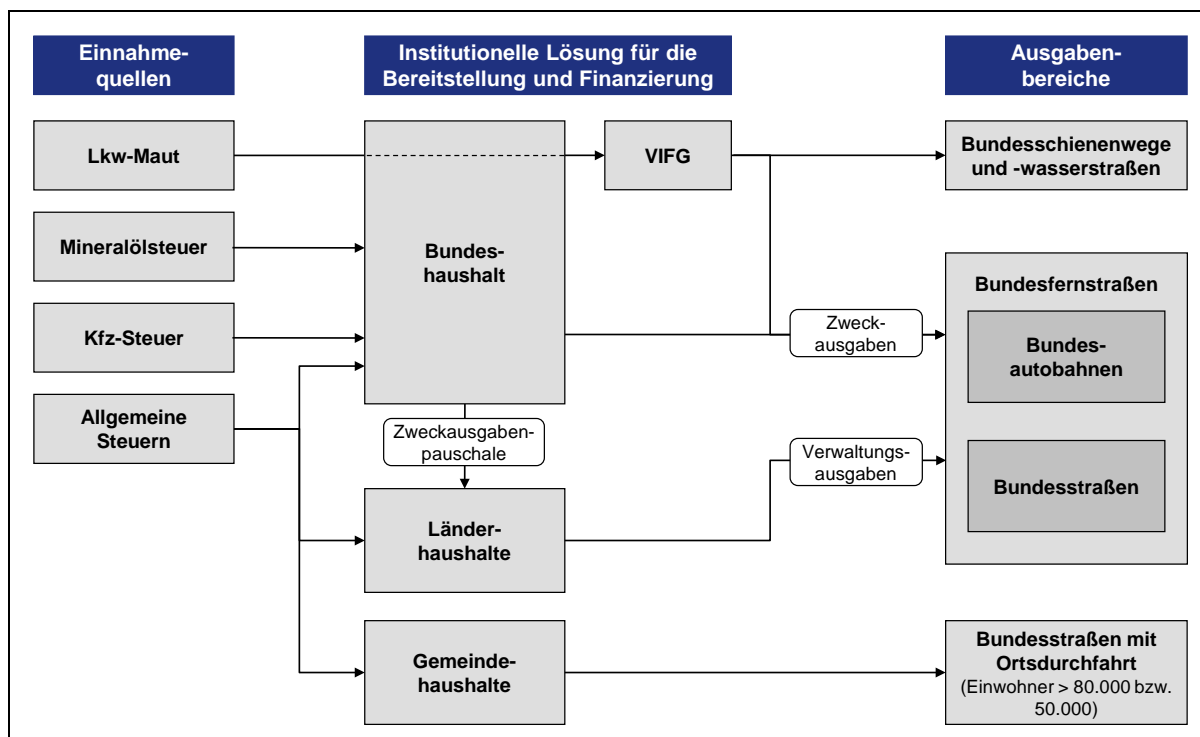 Einnahme-
quellen
Institutionelle Lösung für die
Bereitstellung und Finanzierung
Ausgaben-
bereiche
Lkw-Maut
VIFG
Bundesschienenwege
und -wasserstraßen
Mineralölsteuer
Bundes-
haushalt
Bundesfernstraßen
Kfz-Steuer
Zweck-
ausgaben
Bundes-
autobahnen
Allgemeine
Steuern
Zweckausgaben-
pauschale
Verwaltungs-
ausgaben
Bundesstraßen
Länder-
haushalte
Gemeinde-
haushalte
Bundesstraßen mit
Ortsdurchfahrt
(Einwohner > 80.000 bzw.
50.000)